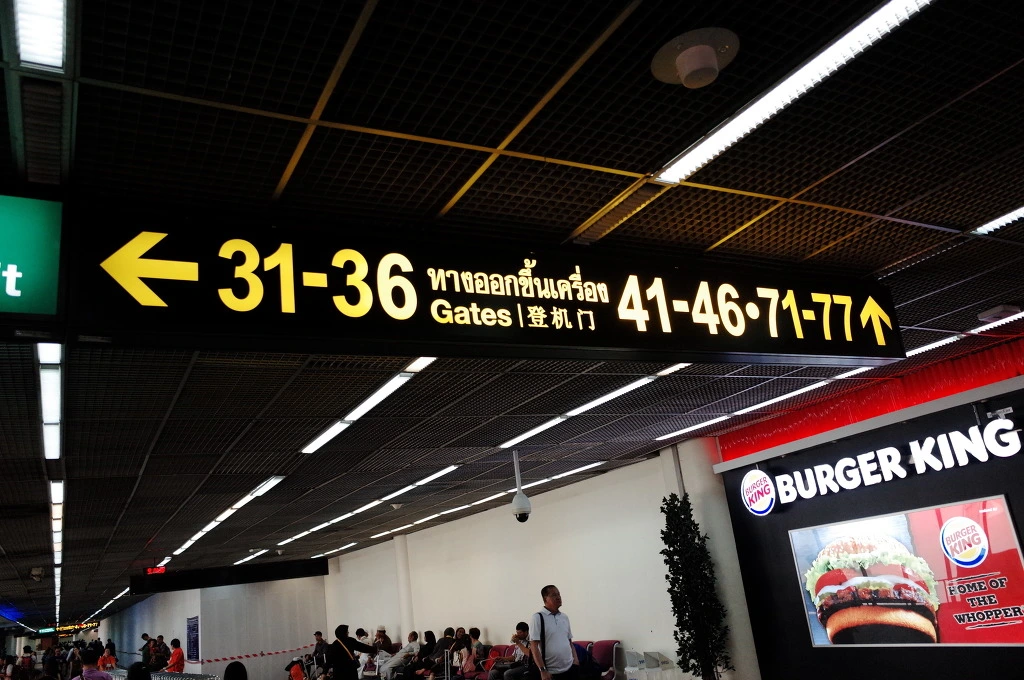 t
31-36
ทางออกขึ้นเครื่อง
Gates | 登机门
41-46•71-77
BURGER KING
BURGER KING
BURGER KING
HOME OF
THE
WHOPPER